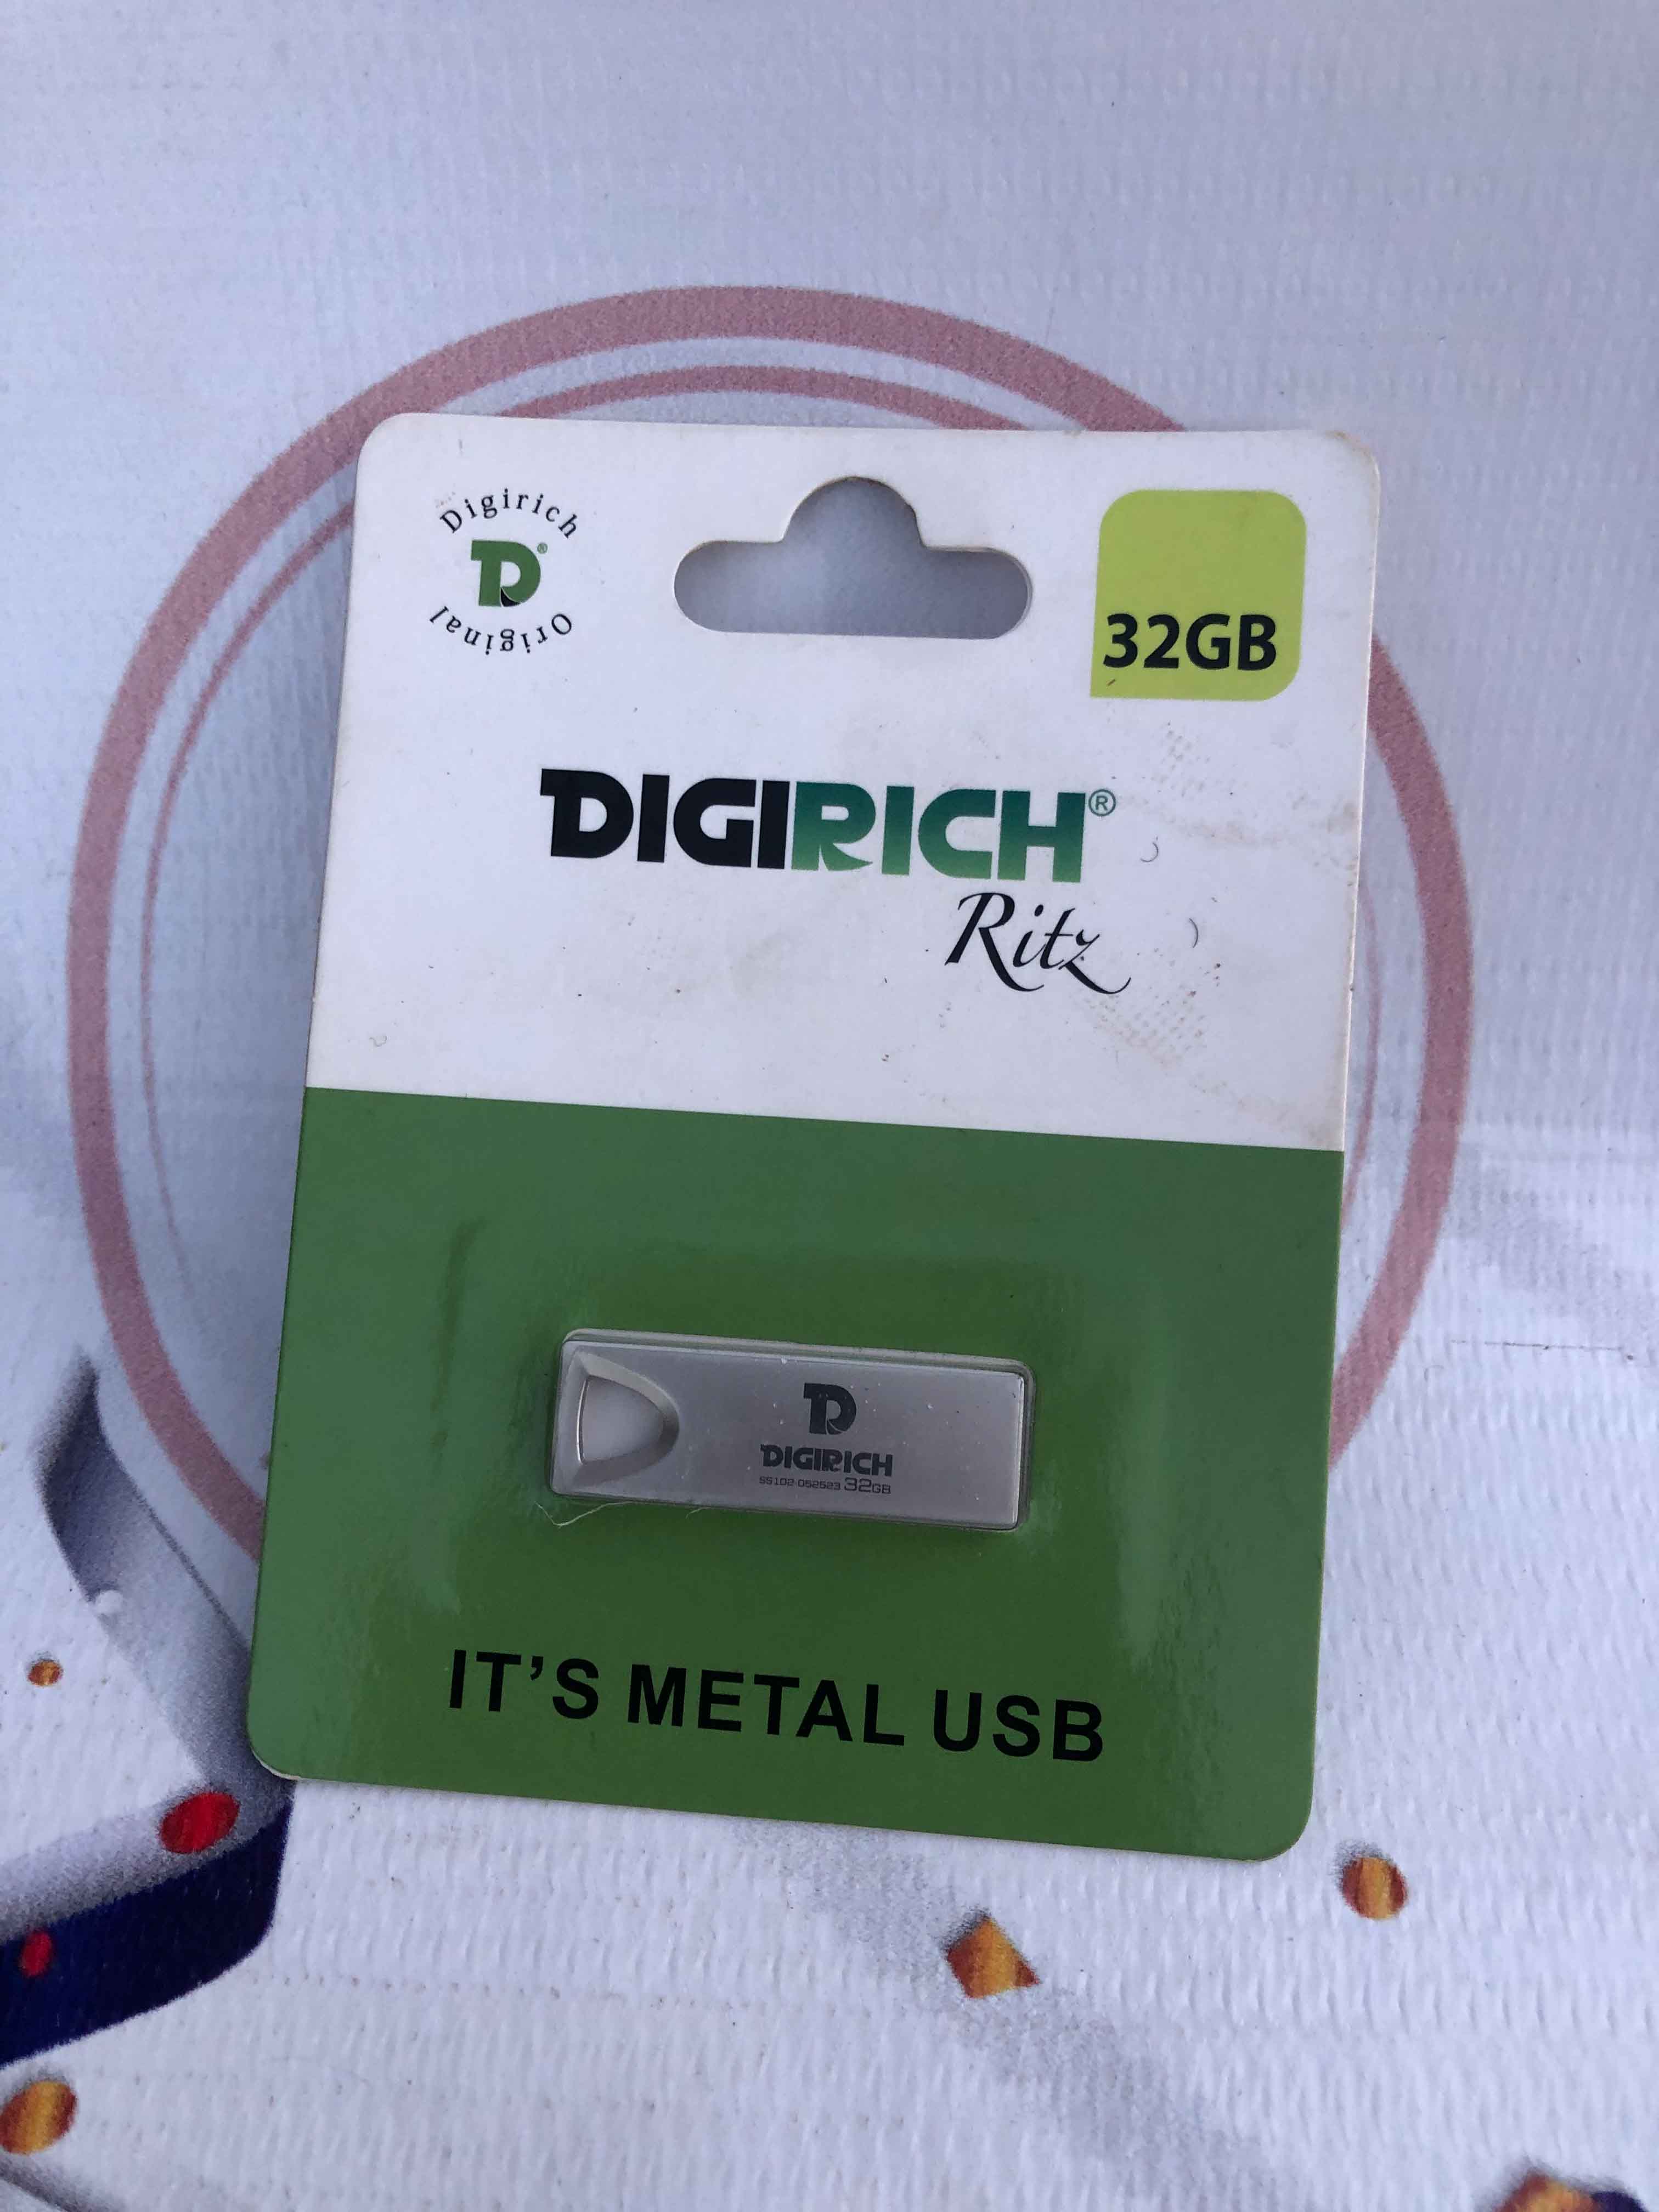 Digirich
D®
Original
32GB
DIGIRICH®
Ritz
D
DIGIRICH
SS102-052523 32GB
IT'S METAL USB